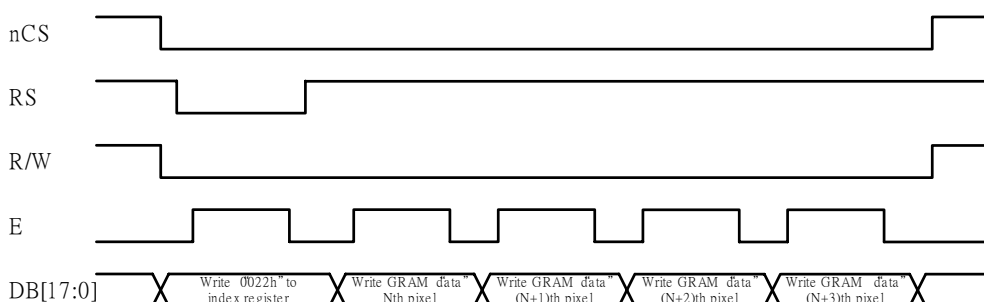 nCS
RS
R/W
E
DB[17:0]
Write "0022h" to
index register
Write GRAM "data"
Nth pixel
Write GRAM "data"
(N+1)th pixel
Write GRAM "data"
(N+2)th pixel
Write GRAM "data"
(N+3)th pixel